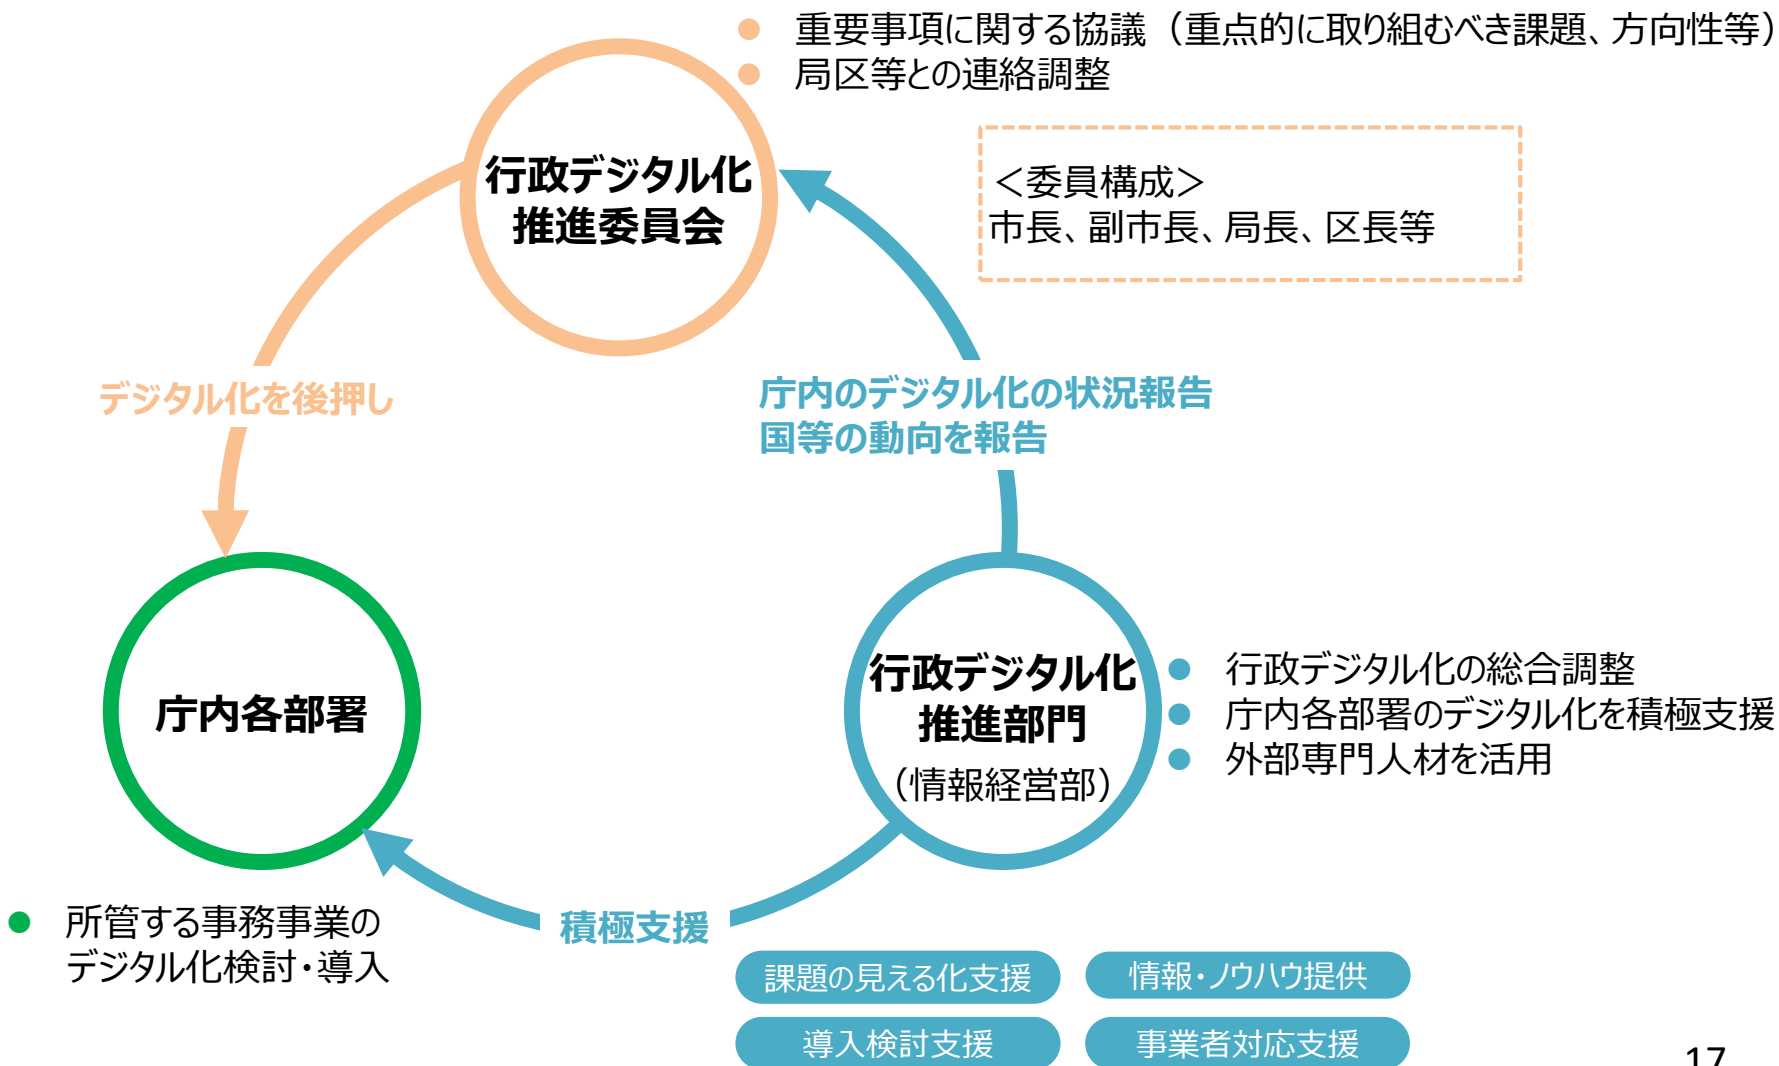 重要事項に関する協議（重点的に取り組むべき課題、方向性等）
局区等との連絡調整
行政デジタル化
推進委員会
＜委員構成＞
市長、副市長、局長、区長等
デジタル化を後押し
庁内のデジタル化の状況報告
国等の動向を報告
庁内各部署
行政デジタル化
推進部門
（情報経営部）
行政デジタル化の総合調整
庁内各部署のデジタル化を積極支援
外部専門人材を活用
所管する事務事業の
デジタル化検討・導入
積極支援
課題の見える化支援
情報・ノウハウ提供
導入検討支援
事業者対応支援
17